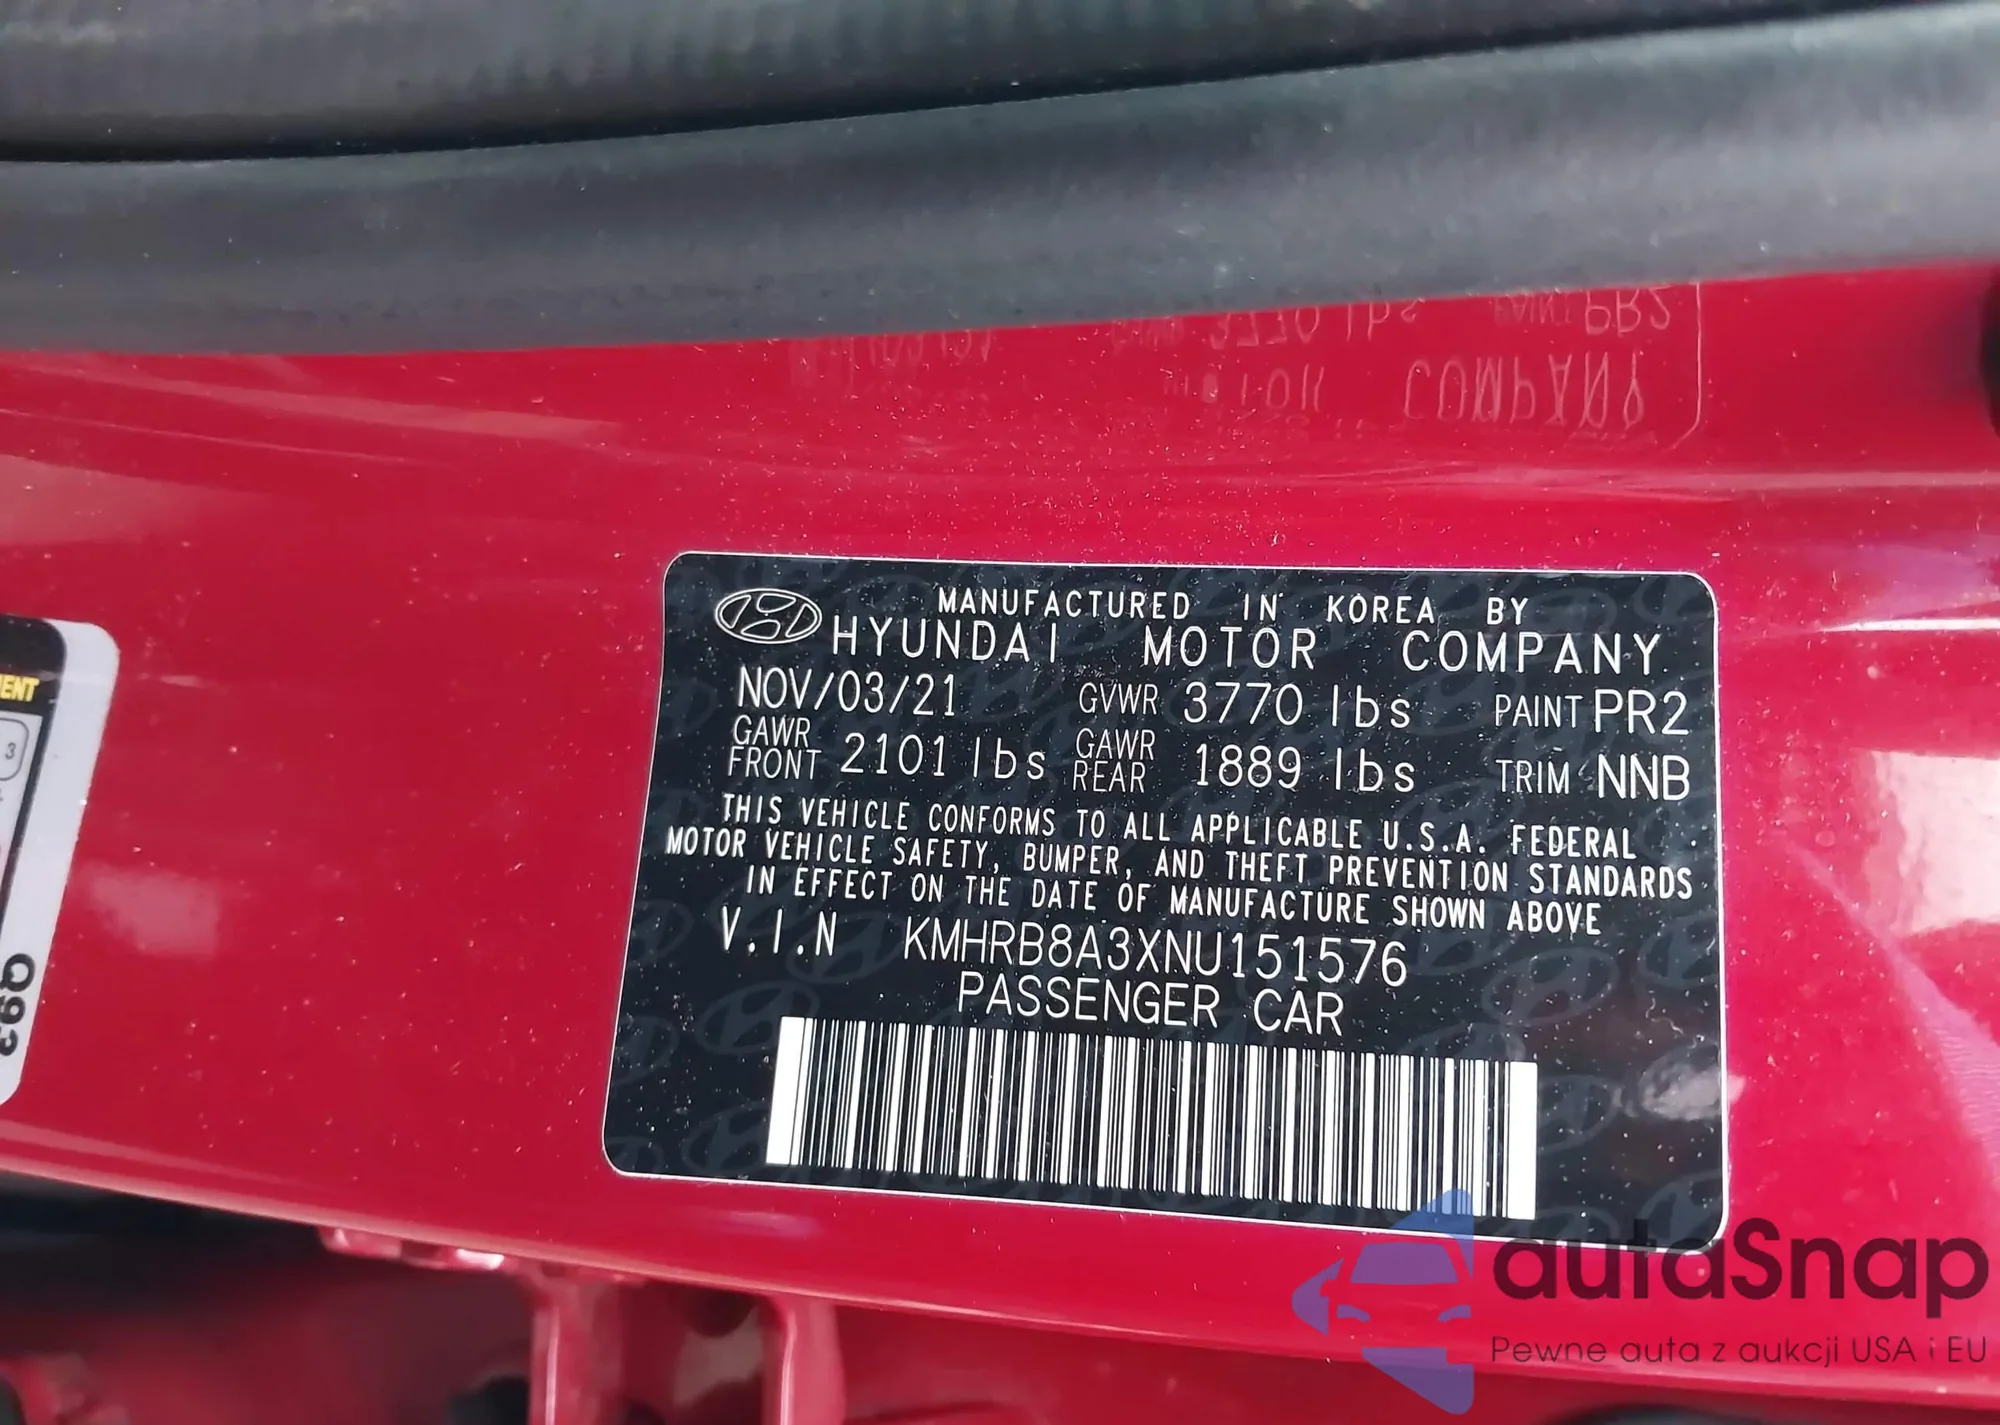 MANUFACTURED IN KOREA BY
HYUNDAI MOTOR COMPANY
NOV/03/21 GVWR 3770 lbs PAINT PR2
GAWR FRONT 2101 lbs GAWR REAR 1889 lbs TRIM NNB
THIS VEHICLE CONFORMS TO ALL APPLICABLE U.S.A. FEDERAL
MOTOR VEHICLE SAFETY, BUMPER, AND THEFT PREVENTION STANDARDS
IN EFFECT ON THE DATE OF MANUFACTURE SHOWN ABOVE
V.I.N KMHRB8A3XNU151576
PASSENGER CAR
3
Q93
autaSnap
Pewne auta z aukcji USA i EU